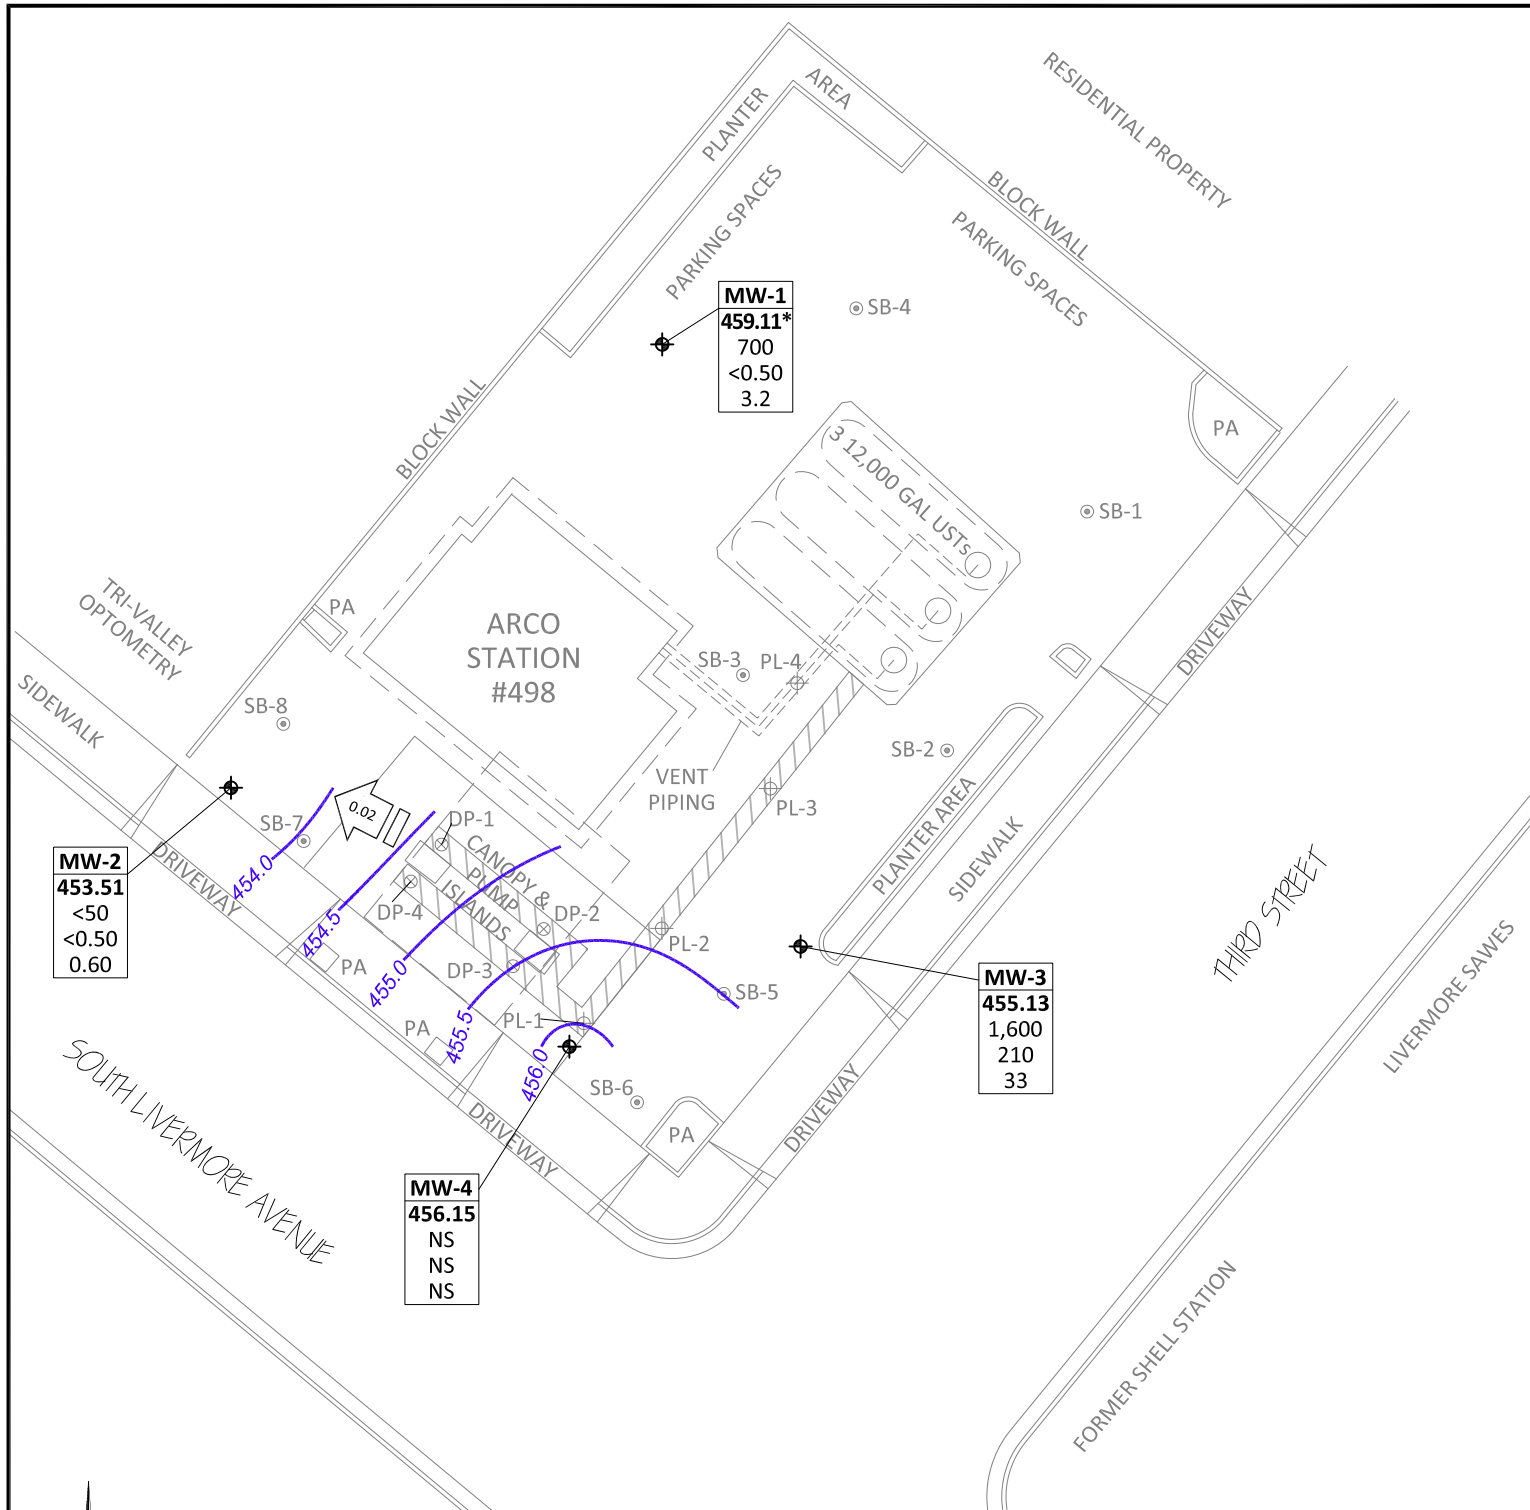 RESIDENTIAL PROPERTY
AREA
PLANTER
BLOCK WALL
PARKING SPACES
PARKING SPACES
MW-1
459.11*
700
<0.50
3.2
SB-4
BLOCK WALL
PA
3 12,000 GAL USTs
SB-1
TRI-VALLEY
OPTOMETRY
PA
ARCO
STATION
#498
DRIVEWAY
SB-3
PL-4
SIDEWALK
SB-8
SB-2
VENT
PIPING
PL-3
PLANTER AREA
SIDEWALK
0.02
DP-1
SB-7
MW-2
453.51
<50
<0.50
0.60
DRIVEWAY
454.0
CANOPY &
PUMP
ISLANDS
DP-4
DP-2
454.5
PL-2
THIRD STREET
PA
455.0
DP-3
SB-5
MW-3
455.13
1,600
210
33
LIVERMORE SAWES
PL-1
PA
455.5
456.0
SOUTH LIVERMORE AVENUE
SB-6
DRIVEWAY
DRIVEWAY
PA
MW-4
456.15
NS
NS
NS
FORMER SHELL STATION